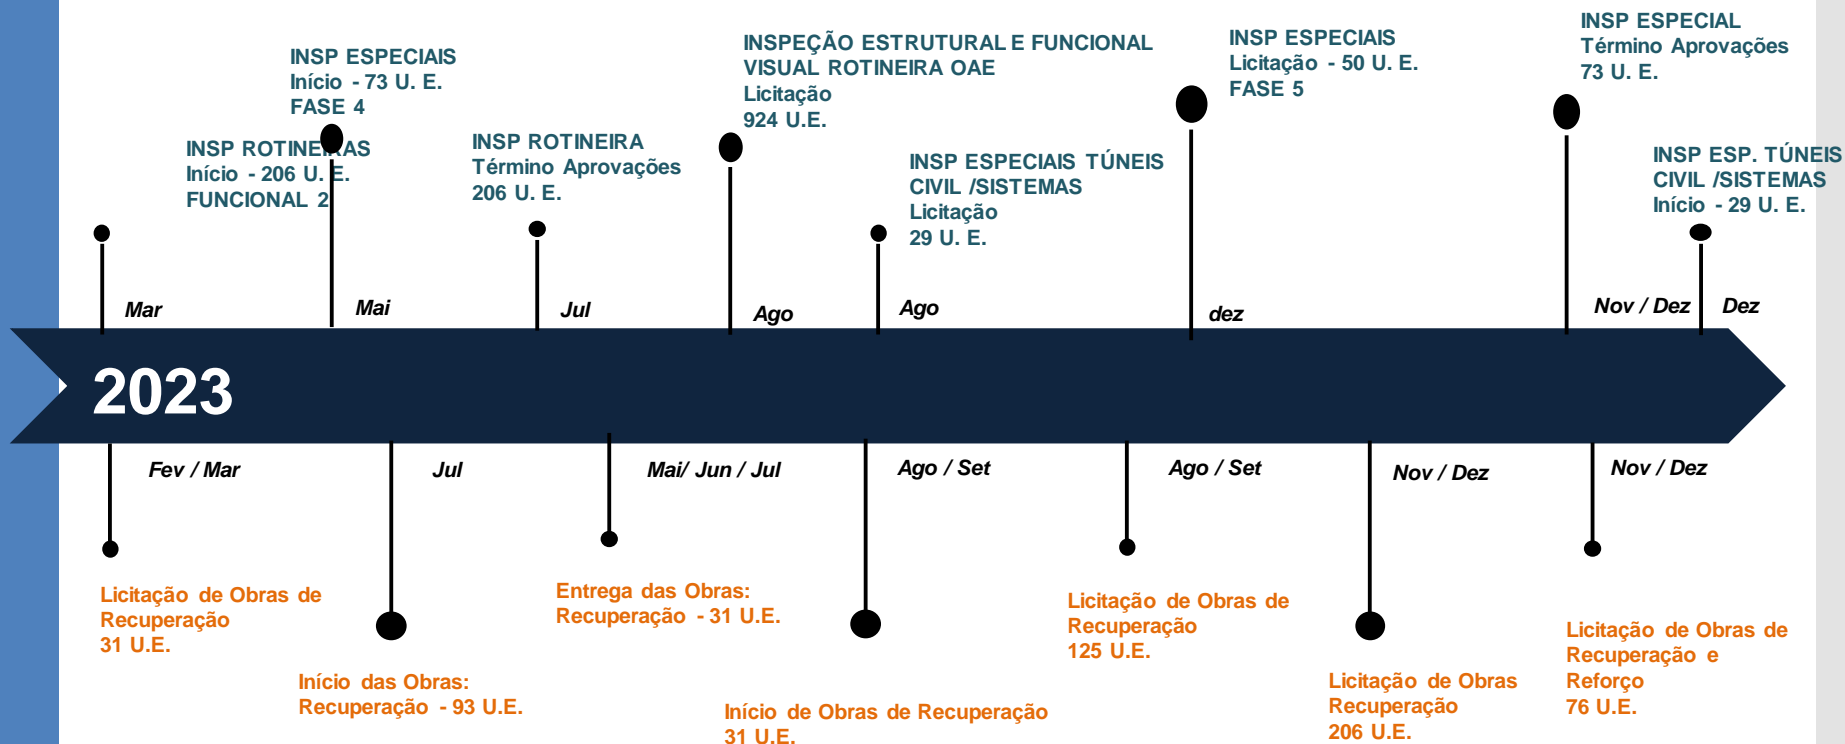 INSP ESPECIAIS
Início - 73 U. E.
FASE 4
INSP ROTINEIRAS
Início - 206 U. E.
FUNCIONAL 2
INSP ROTINEIRA
Término Aprovações
206 U. E.
INSPEÇÃO ESTRUTURAL E FUNCIONAL
VISUAL ROTINEIRA OAE
Licitação
924 U.E.
INSP ESPECIAIS TÚNEIS
CIVIL /SISTEMAS
Licitação
29 U. E.
INSP ESPECIAIS
Licitação - 50 U. E.
FASE 5
INSP ESPECIAL
Término Aprovações
73 U. E.
INSP ESP. TÚNEIS
CIVIL /SISTEMAS
Início - 29 U. E.
Mar
Mai
Jul
Ago
Ago
dez
Nov / Dez
Dez
2023
Fev / Mar
Jul
Mai/ Jun / Jul
Ago / Set
Ago / Set
Nov / Dez
Nov / Dez
Licitação de Obras de
Recuperação
31 U.E.
Início das Obras:
Recuperação - 93 U.E.
Entrega das Obras:
Recuperação - 31 U.E.
Início de Obras de Recuperação
31 U.E.
Licitação de Obras de
Recuperação
125 U.E.
Licitação de Obras
Recuperação
206 U.E.
Licitação de Obras de
Recuperação e
Reforço
76 U.E.